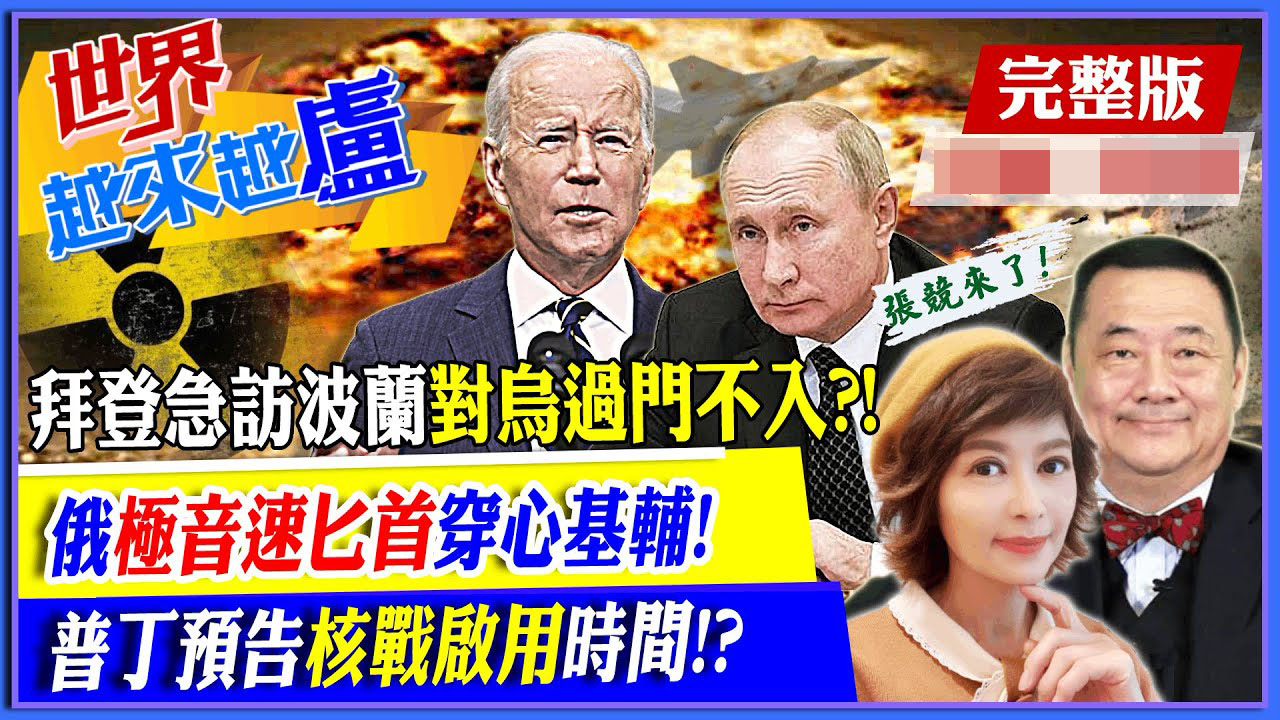 世界
越來越盧
完整版
張競來了!
拜登急訪波蘭對烏過門不入?!
俄極音速匕首穿心基輔!
普丁預告核戰啟用時間!?